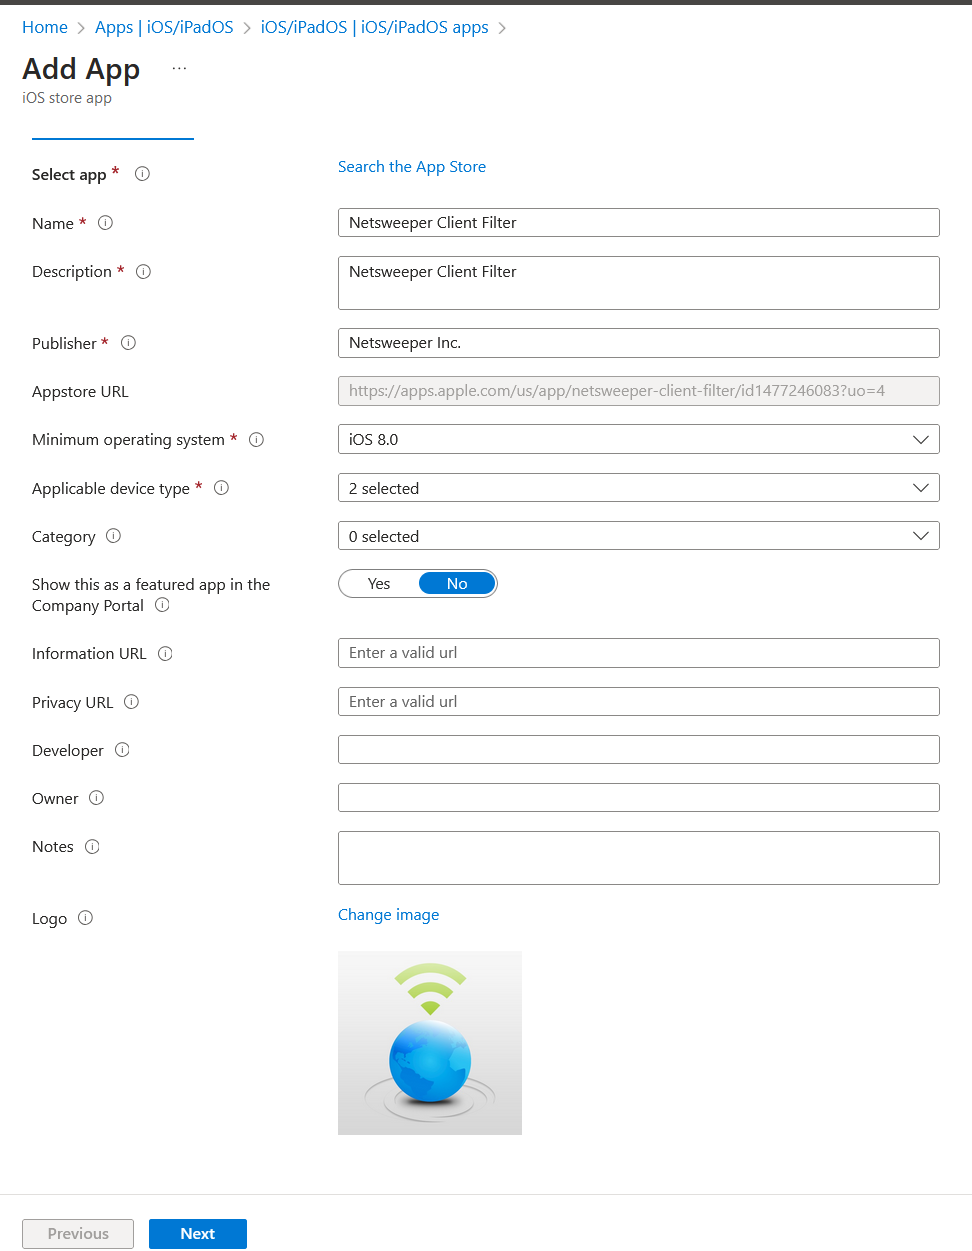 Home > Apps | iOS/iPadOS > iOS/iPadOS | iOS/iPadOS apps >
Add App ...
iOS store app
Select app * Search the App Store
Name * Netsweeper Client Filter
Description * Netsweeper Client Filter
Publisher * Netsweeper Inc.
Appstore URL https://apps.apple.com/us/app/netsweeper-client-filter/id1477246083?uo=4
Minimum operating system * iOS 8.0
Applicable device type * 2 selected
Category 0 selected
Show this as a featured app in the Yes No
Company Portal
Information URL Enter a valid url
Privacy URL Enter a valid url
Developer
Owner
Notes
Logo Change image
Previous Next